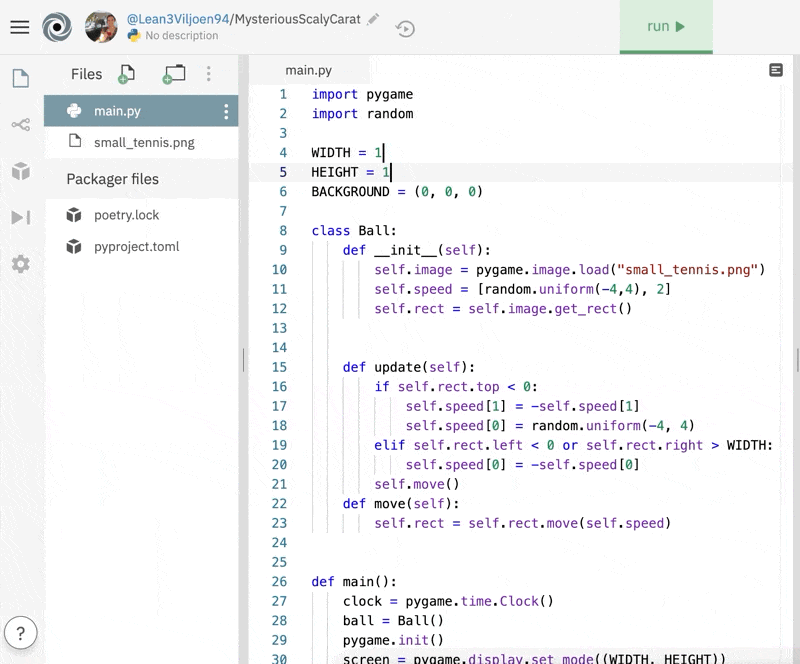 @Lean3Viljoen94/MysteriousScalyCarat
No description
run
Files
main.py
small_tennis.png
Packager files
poetry.lock
pyproject.toml
?
main.py
1 import pygame
2 import random
3
4 WIDTH = 1
5 HEIGHT = 1
6 BACKGROUND = (0, 0, 0)
7
8 class Ball:
9 def __init__(self):
10 self.image = pygame.image.load("small_tennis.png")
11 self.speed = [random.uniform(-4,4), 2]
12 self.rect = self.image.get_rect()
13
14
15 def update(self):
16 if self.rect.top < 0:
17 self.speed[1] = -self.speed[1]
18 self.speed[0] = random.uniform(-4, 4)
19 elif self.rect.left < 0 or self.rect.right > WIDTH:
20 self.speed[0] = -self.speed[0]
21 self.move()
22 def move(self):
23 self.rect = self.rect.move(self.speed)
24
25
26 def main():
27 clock = pygame.time.Clock()
28 ball = Ball()
29 pygame.init()
30 screen = pygame.display.set_mode((WIDTH, HEIGHT))